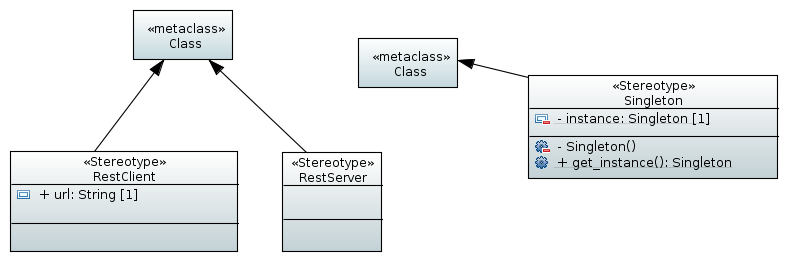 «metaclass»
Class
«metaclass»
Class
«Stereotype»
Singleton
- instance: Singleton [1]
- Singleton()
+ get_instance(): Singleton
«Stereotype»
RestClient
+ url: String [1]
«Stereotype»
RestServer